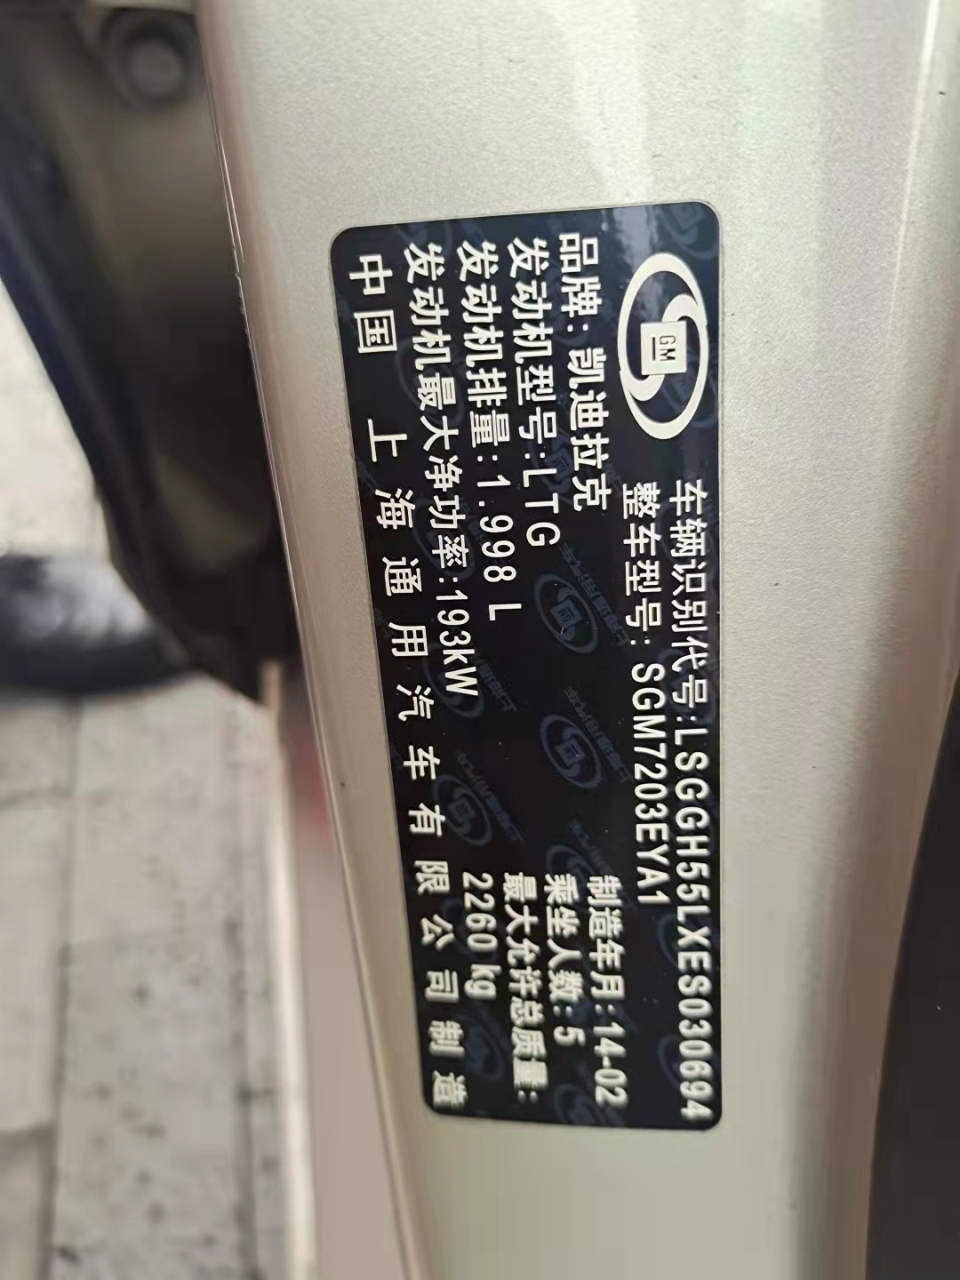 GM
车辆识别代号:LSGGH55LXES030694
整车型号:SGM7203EYA1
品牌:凯迪拉克
制造年月:14-02
发动机型号:LTG
乘坐人数:5
发动机排量:1.998L
最大允许总质量:
发动机最大净功率:193kW
2260kg
中国 上海通用汽车有限公司制造